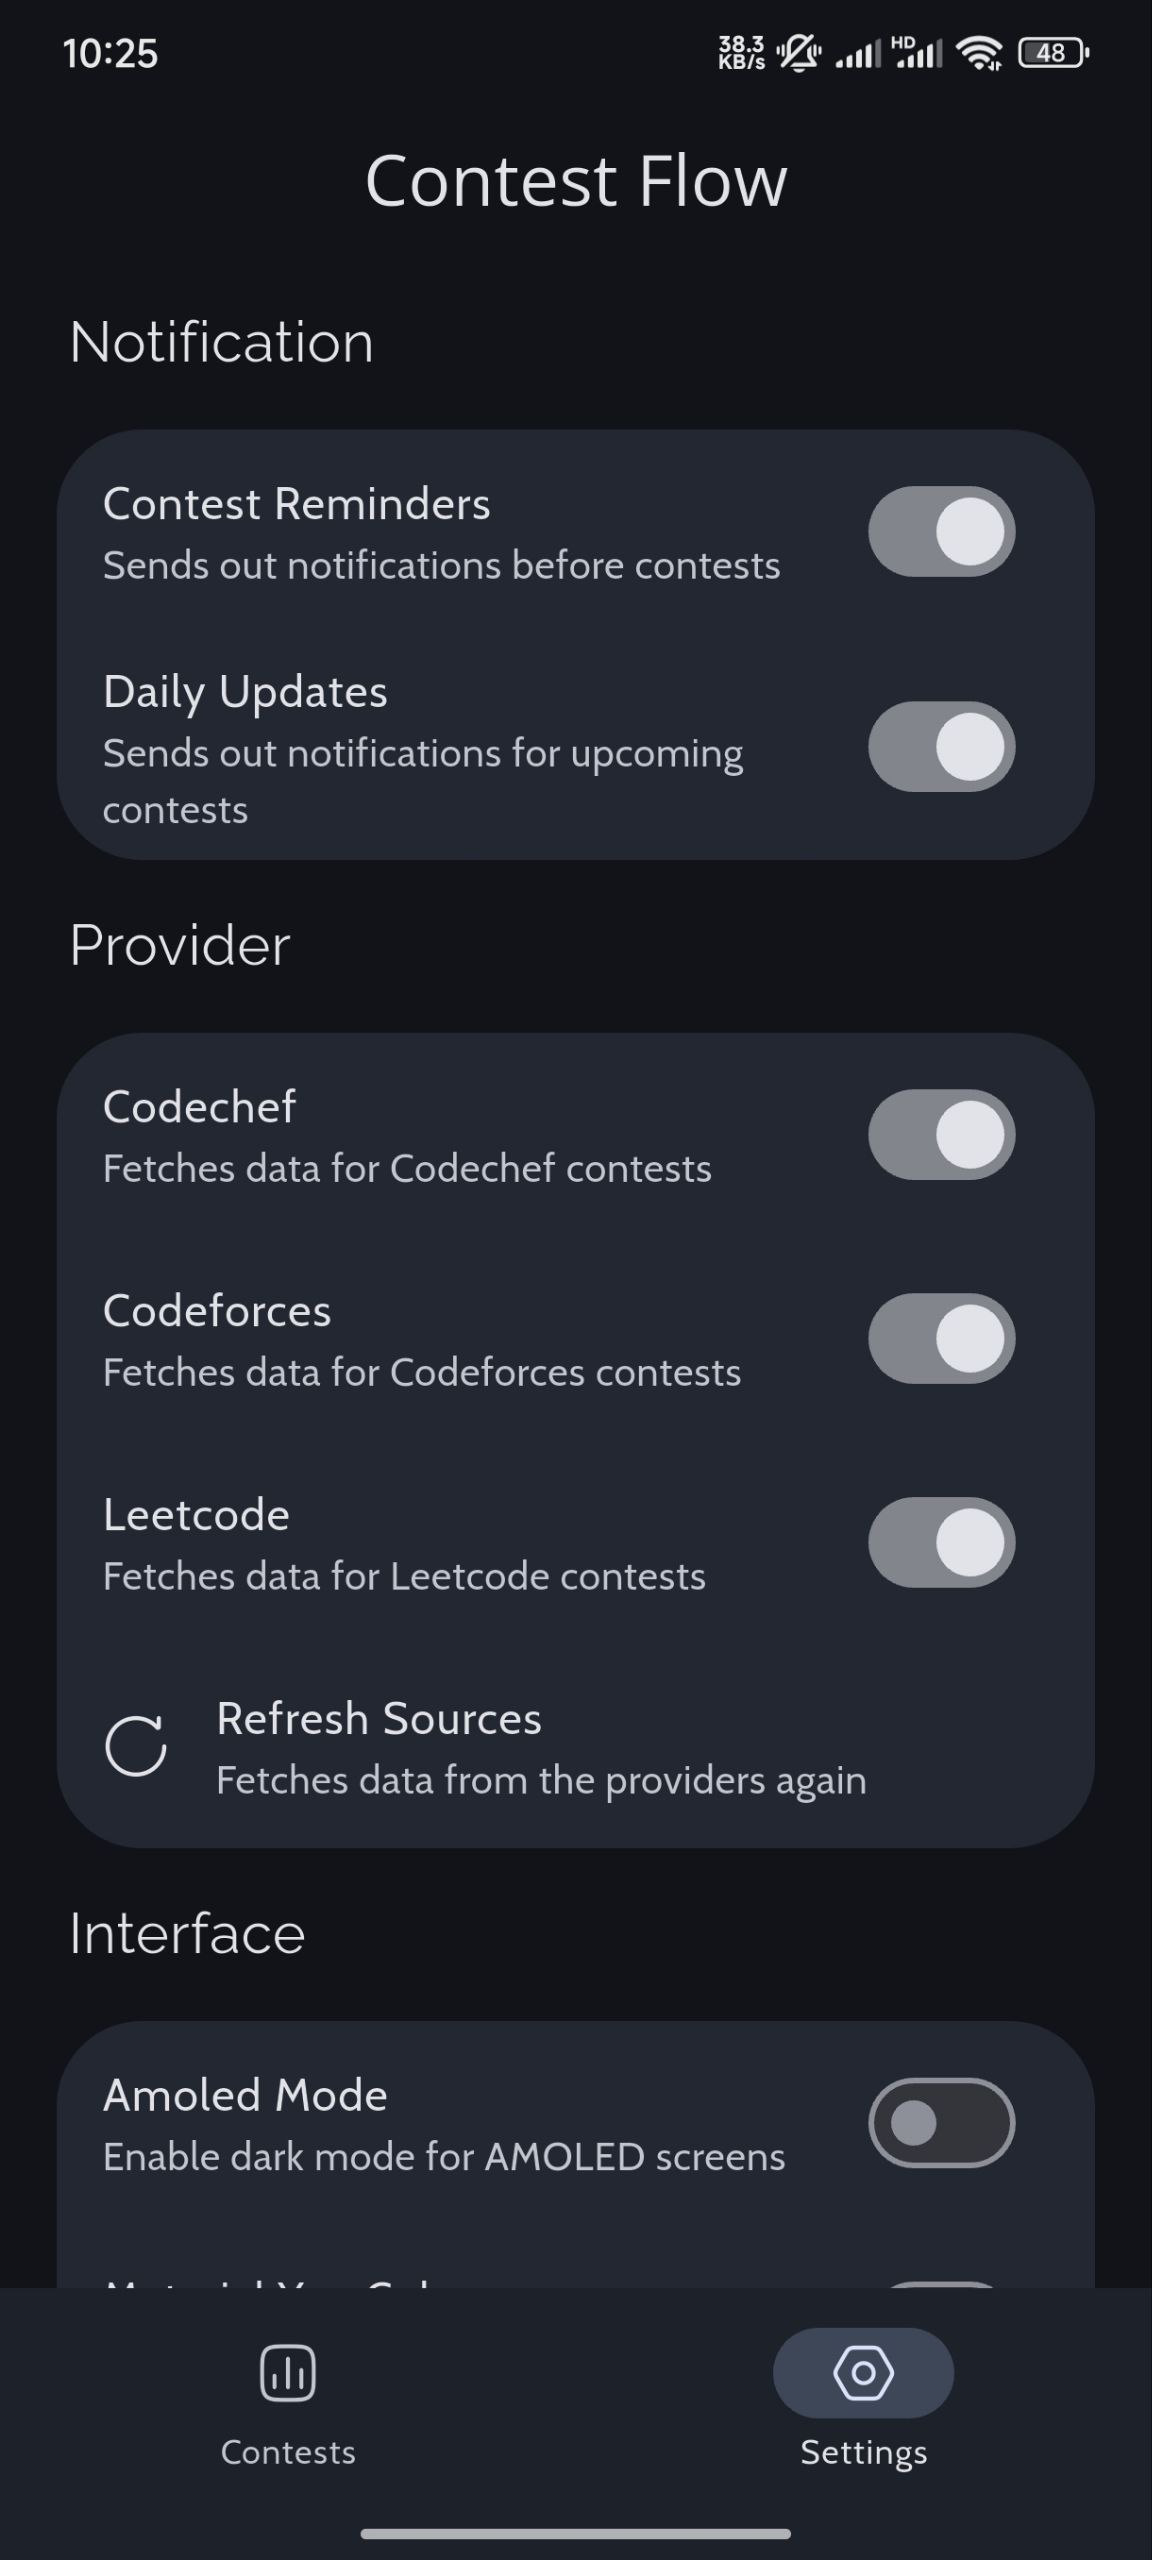 10:25
38.3
KB/s
HD
48
Contest Flow
Notification
Contest Reminders
Sends out notifications before contests
Daily Updates
Sends out notifications for upcoming
contests
Provider
Codechef
Fetches data for Codechef contests
Codeforces
Fetches data for Codeforces contests
Leetcode
Fetches data for Leetcode contests
Refresh Sources
Fetches data from the providers again
Interface
Amoled Mode
Enable dark mode for AMOLED screens
Contests
Settings